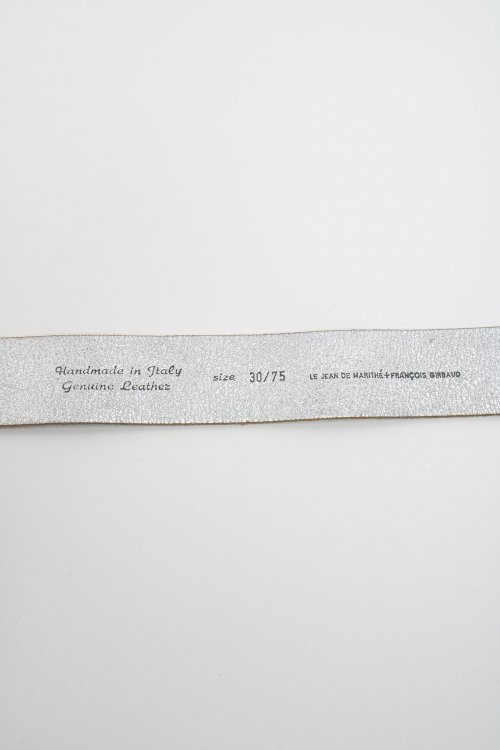 Handmade in Italy
Genuine Leather
size 30/75
LE JEAN DE MARITHÉ+FRANÇOIS GIRBAUD